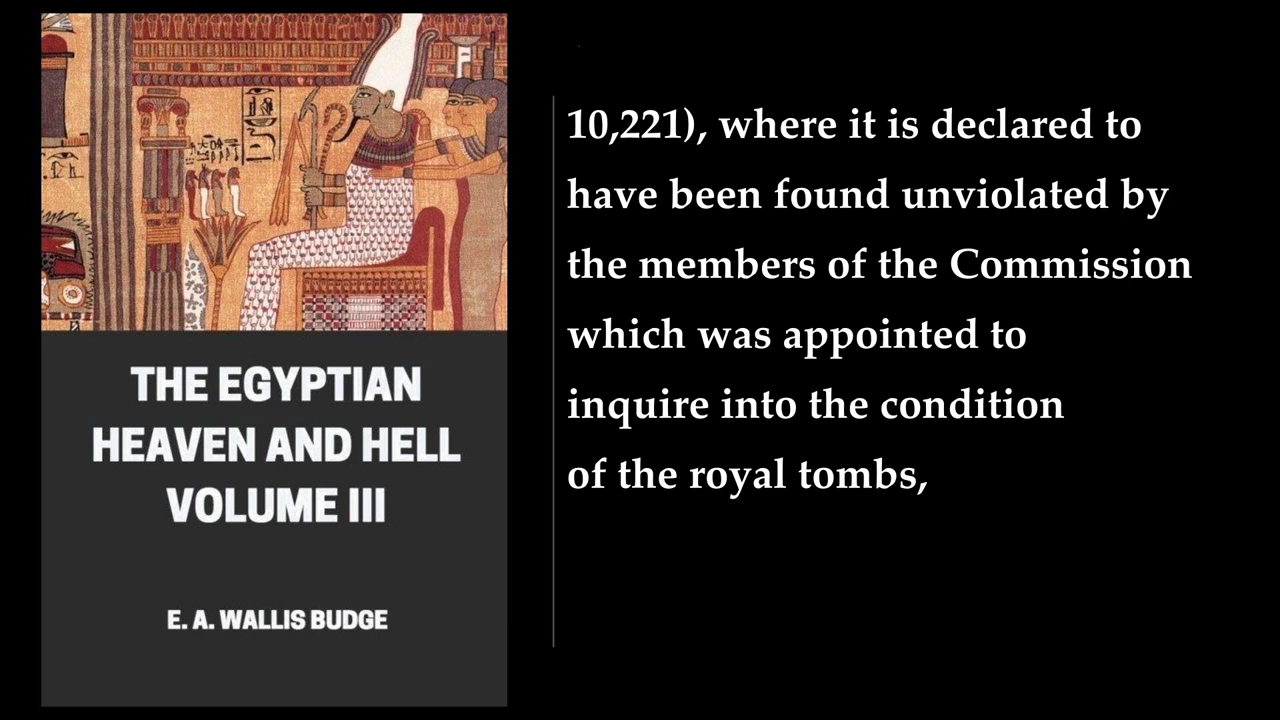 THE EGYPTIAN
HEAVEN AND HELL
VOLUME III
E. A. WALLIS BUDGE
10,221), where it is declared to
have been found unviolated by
the members of the Commission
which was appointed to
inquire into the condition
of the royal tombs,